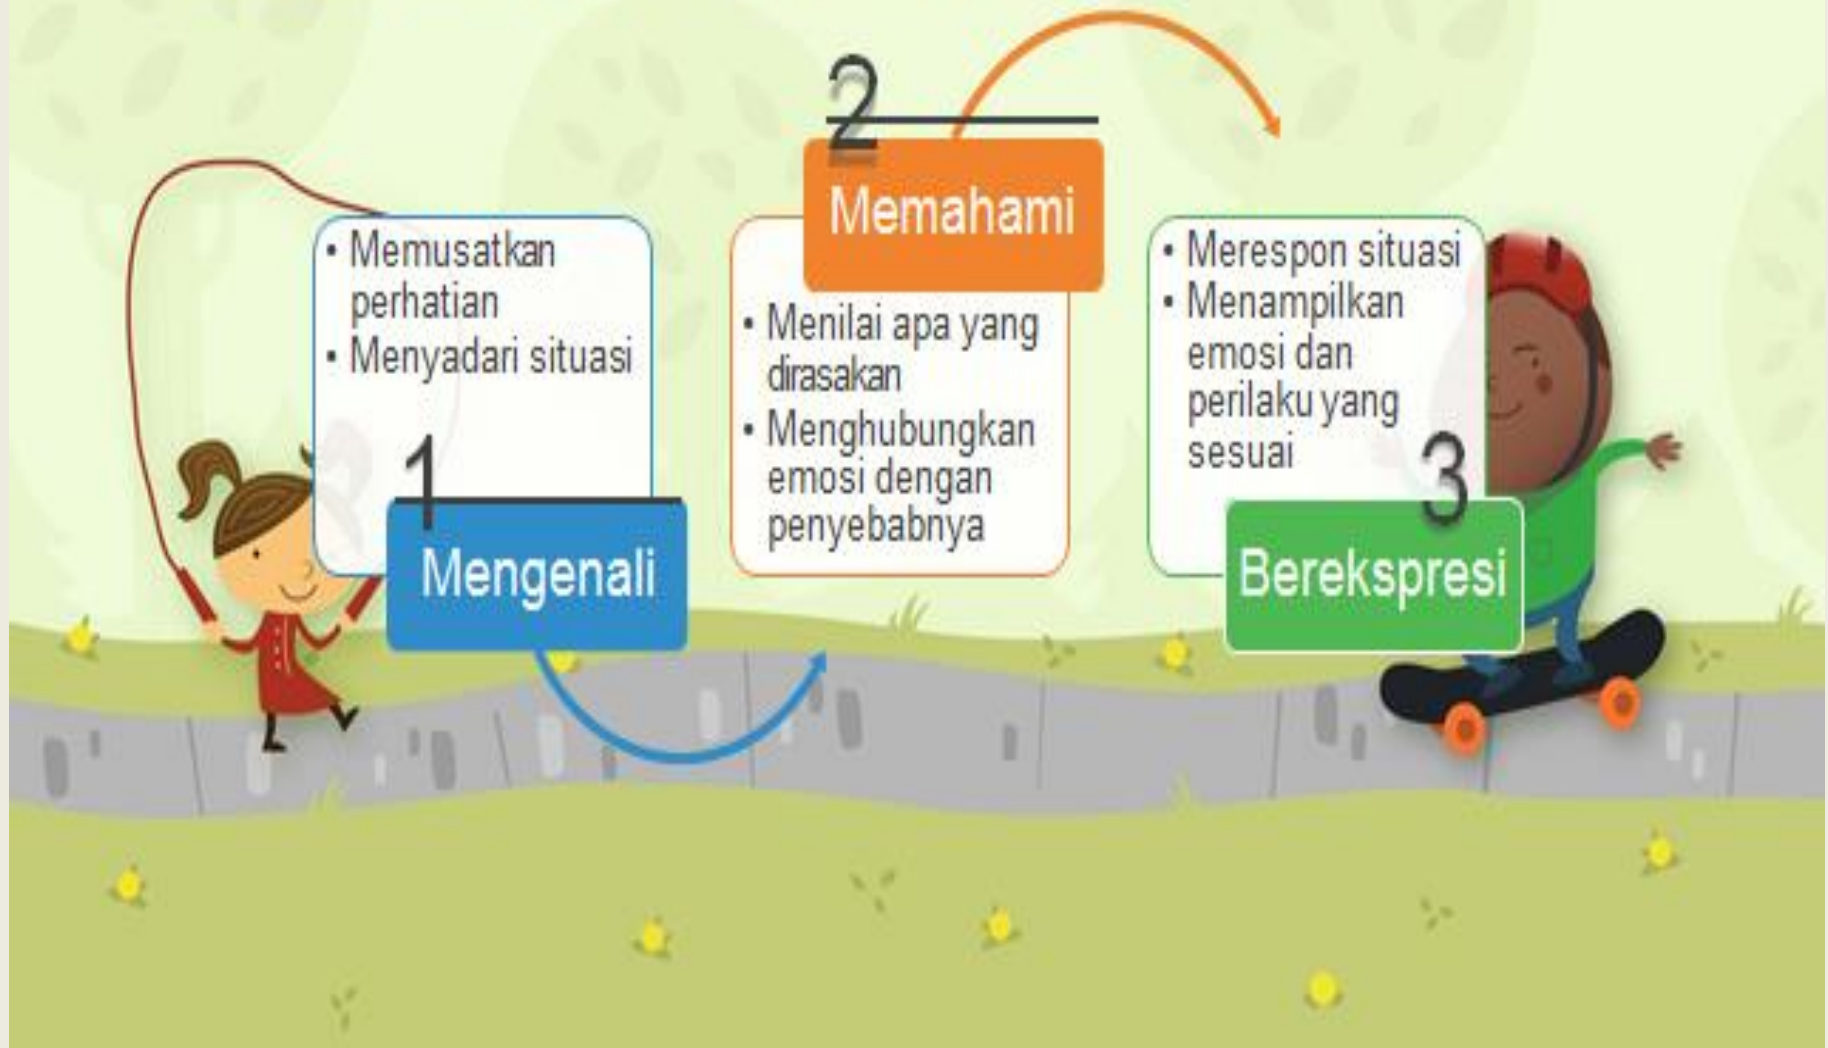 1
Mengenali
• Memusatkan
perhatian
• Menyadari situasi
2
Memahami
• Menilai apa yang
dirasakan
• Menghubungkan
emosi dengan
penyebabnya
3
Berekspresi
• Merespon situasi
• Menampilkan
emosi dan
perilaku yang
sesuai